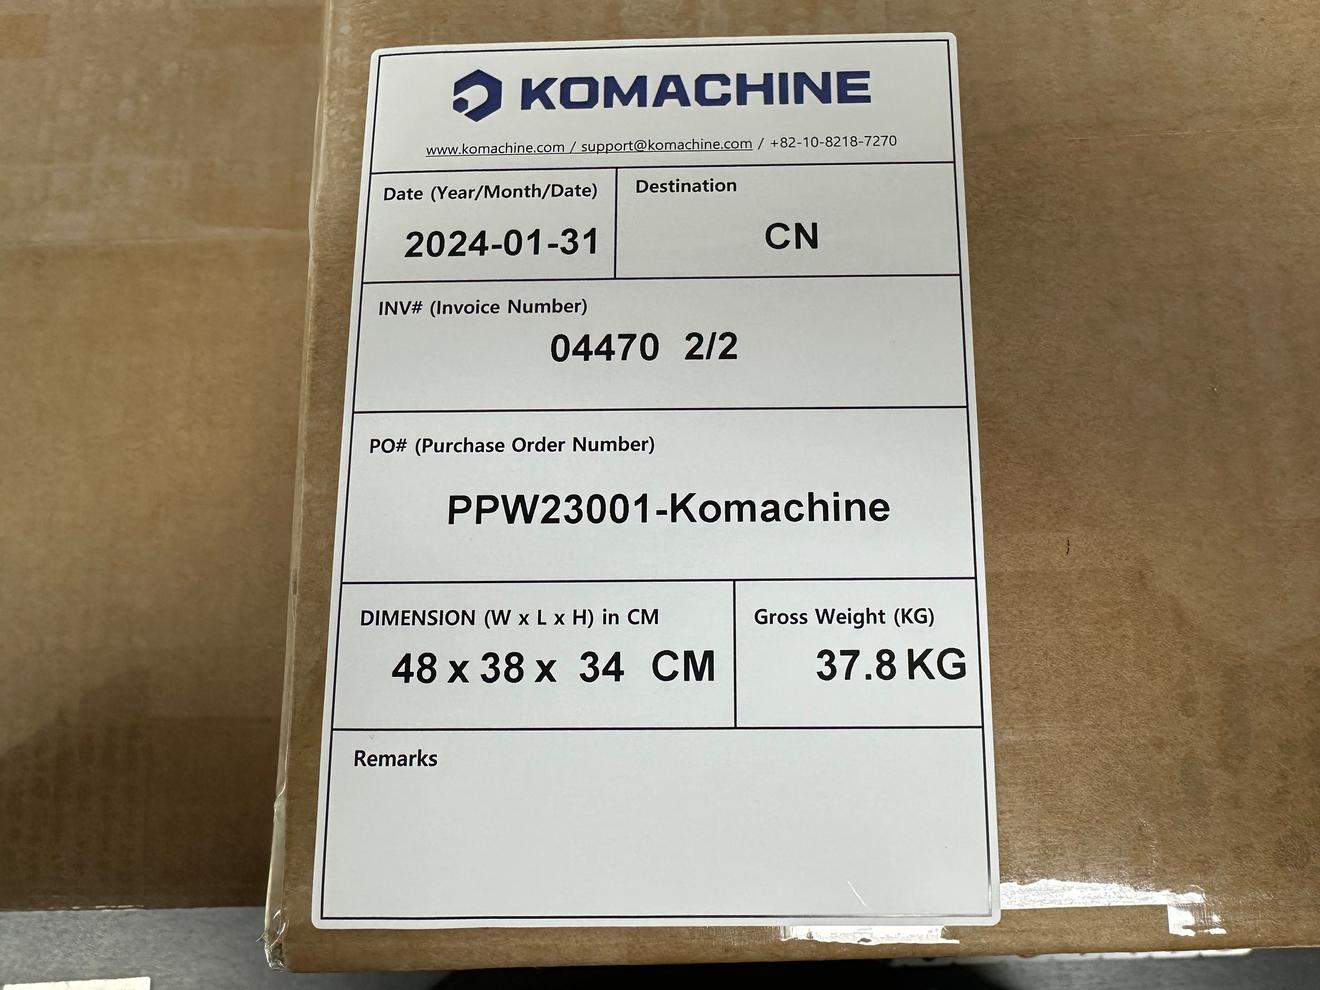 KOMACHINE
www.komachine.com / support@komachine.com / +82-10-8218-7270
Date (Year/Month/Date)
2024-01-31
Destination
CN
INV# (Invoice Number)
04470 2/2
PO# (Purchase Order Number)
PPW23001-Komachine
DIMENSION (W x L x H) in CM
48 x 38 x 34 CM
Gross Weight (KG)
37.8 KG
Remarks